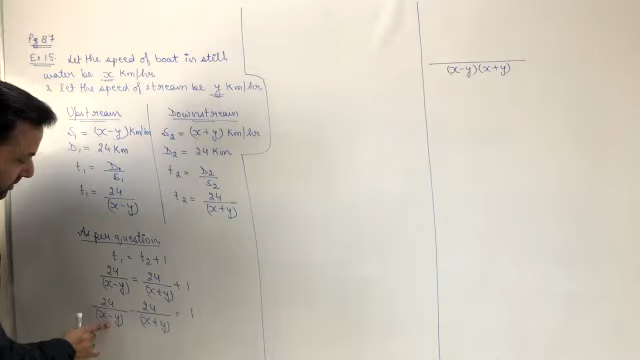 Pg 87
Ex 15: Let the speed of boat in still
water be x Km/hr
& let the speed of stream be y Km/hr
Upstream
S₁ = (x-y) Km/hr
D₁ = 24 Km
t₁ = D₁/S₁
t₁ = 24/(x-y)
Downstream
S₂ = (x+y) Km/hr
D₂ = 24 Km
t₂ = D₂/S₂
t₂ = 24/(x+y)
As per question
t₁ = t₂ + 1
24/(x-y) = 24/(x+y) + 1
24/(x-y) - 24/(x+y) = 1
(x-y)(x+y)